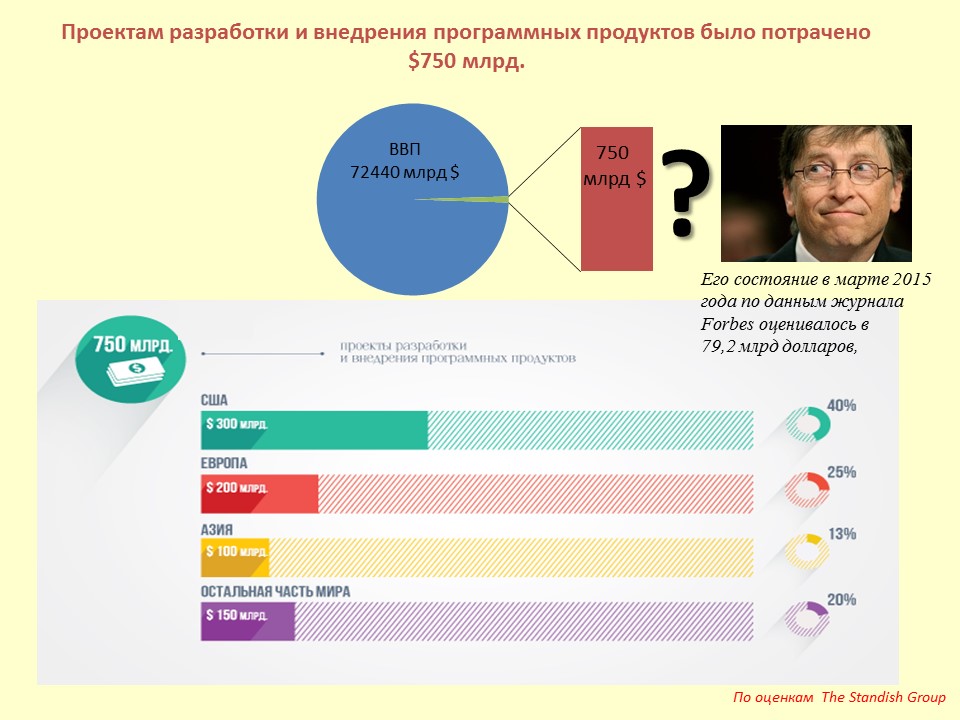 Проектам разработки и внедрения программных продуктов было потрачено
$750 млрд.
ВВП
72440 млрд $
750
млрд $
?
Его состояние в марте 2015
года по данным журнала
Forbes оценивалось в
79,2 млрд долларов,
750 МЛРД.
$
проекты разработки
и внедрения программных продуктов
США
$ 300 МЛРД.
40%
ЕВРОПА
$ 200 МЛРД.
25%
АЗИЯ
$ 100 МЛРД.
13%
ОСТАЛЬНАЯ ЧАСТЬ МИРА
$ 150 МЛРД.
20%
По оценкам The Standish Group